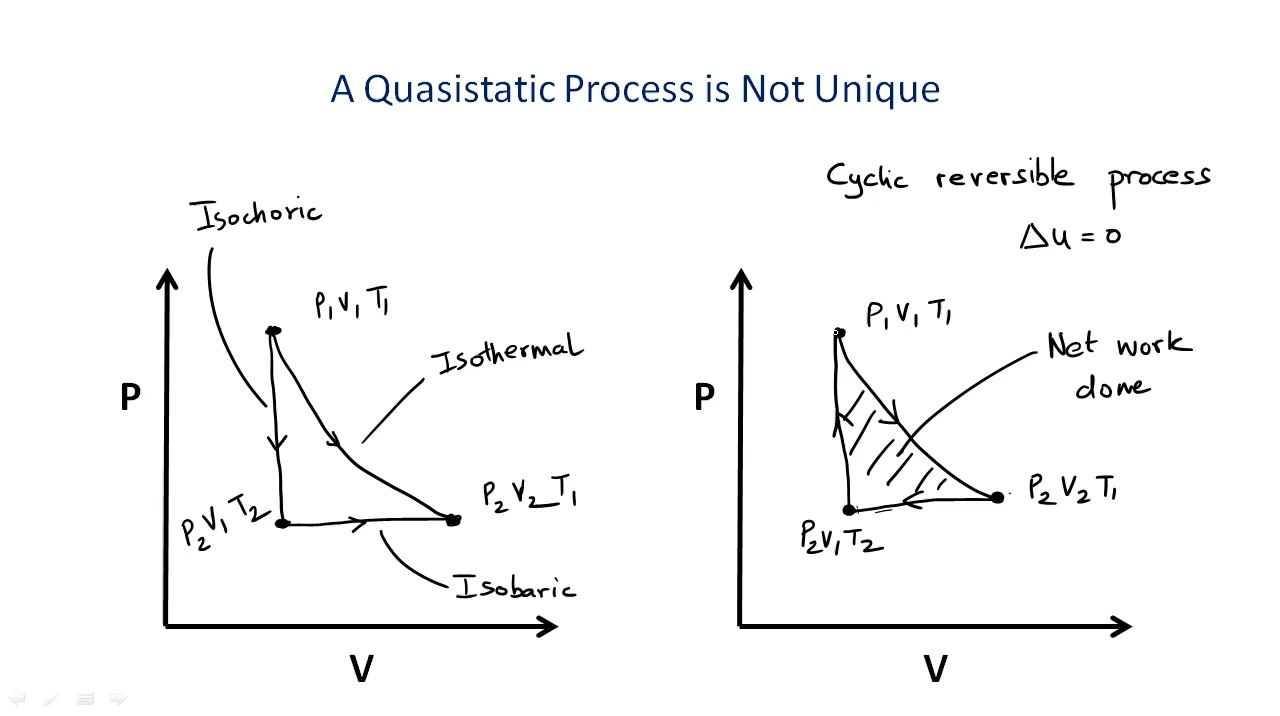 A Quasistatic Process is Not Unique
Isochoric
P₁V₁T₁
Isothermal
P
P₂V₂T₁
P₂V₁T₂
Isobaric
V
Cyclic reversible process
Δu = 0
P₁V₁T₁
Net work
done
P
P₂V₂T₁
P₂V₁T₂
V